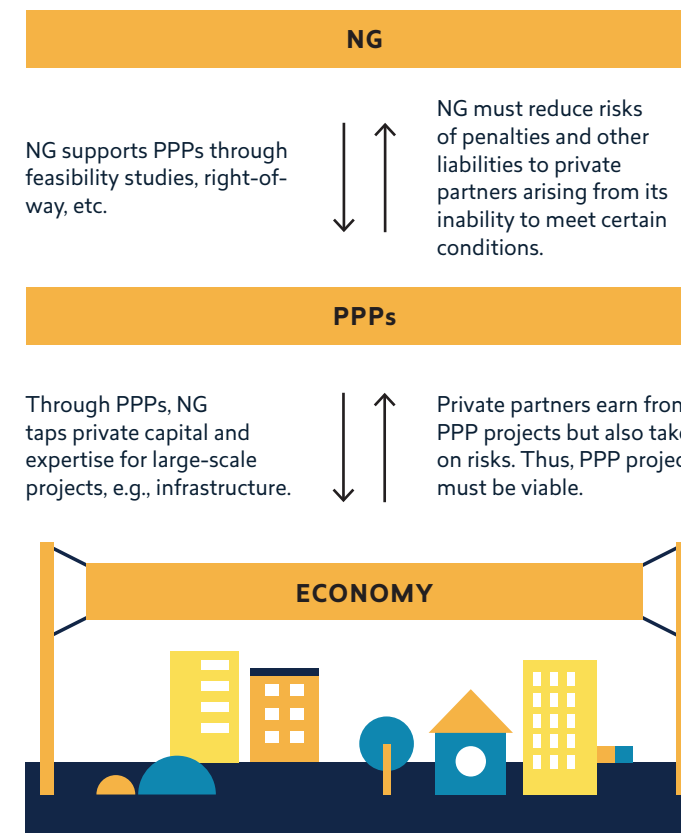 NG
NG supports PPPs through
feasibility studies, right-of-
way, etc.
NG must reduce risks
of penalties and other
liabilities to private
partners arising from its
inability to meet certain
conditions.
PPPs
Through PPPs, NG
taps private capital and
expertise for large-scale
projects, e.g., infrastructure.
Private partners earn from
PPP projects but also take
on risks. Thus, PPP projec
must be viable.
ECONOMY